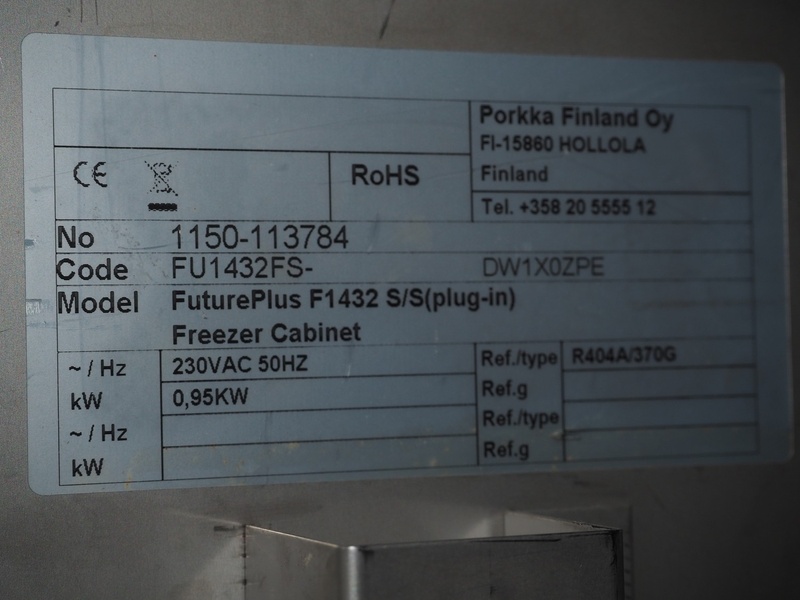 Porkka Finland Oy
FI-15860 HOLLOLA
CE RoHS Finland
Tel. +358 20 5555 12
No 1150-113784
Code FU1432FS- DW1X0ZPE
Model FuturePlus F1432 S/S(plug-in)
Freezer Cabinet
~ / Hz 230VAC 50HZ Ref./type R404A/370G
kW 0,95KW Ref.g
~ / Hz Ref./type
kW Ref.g